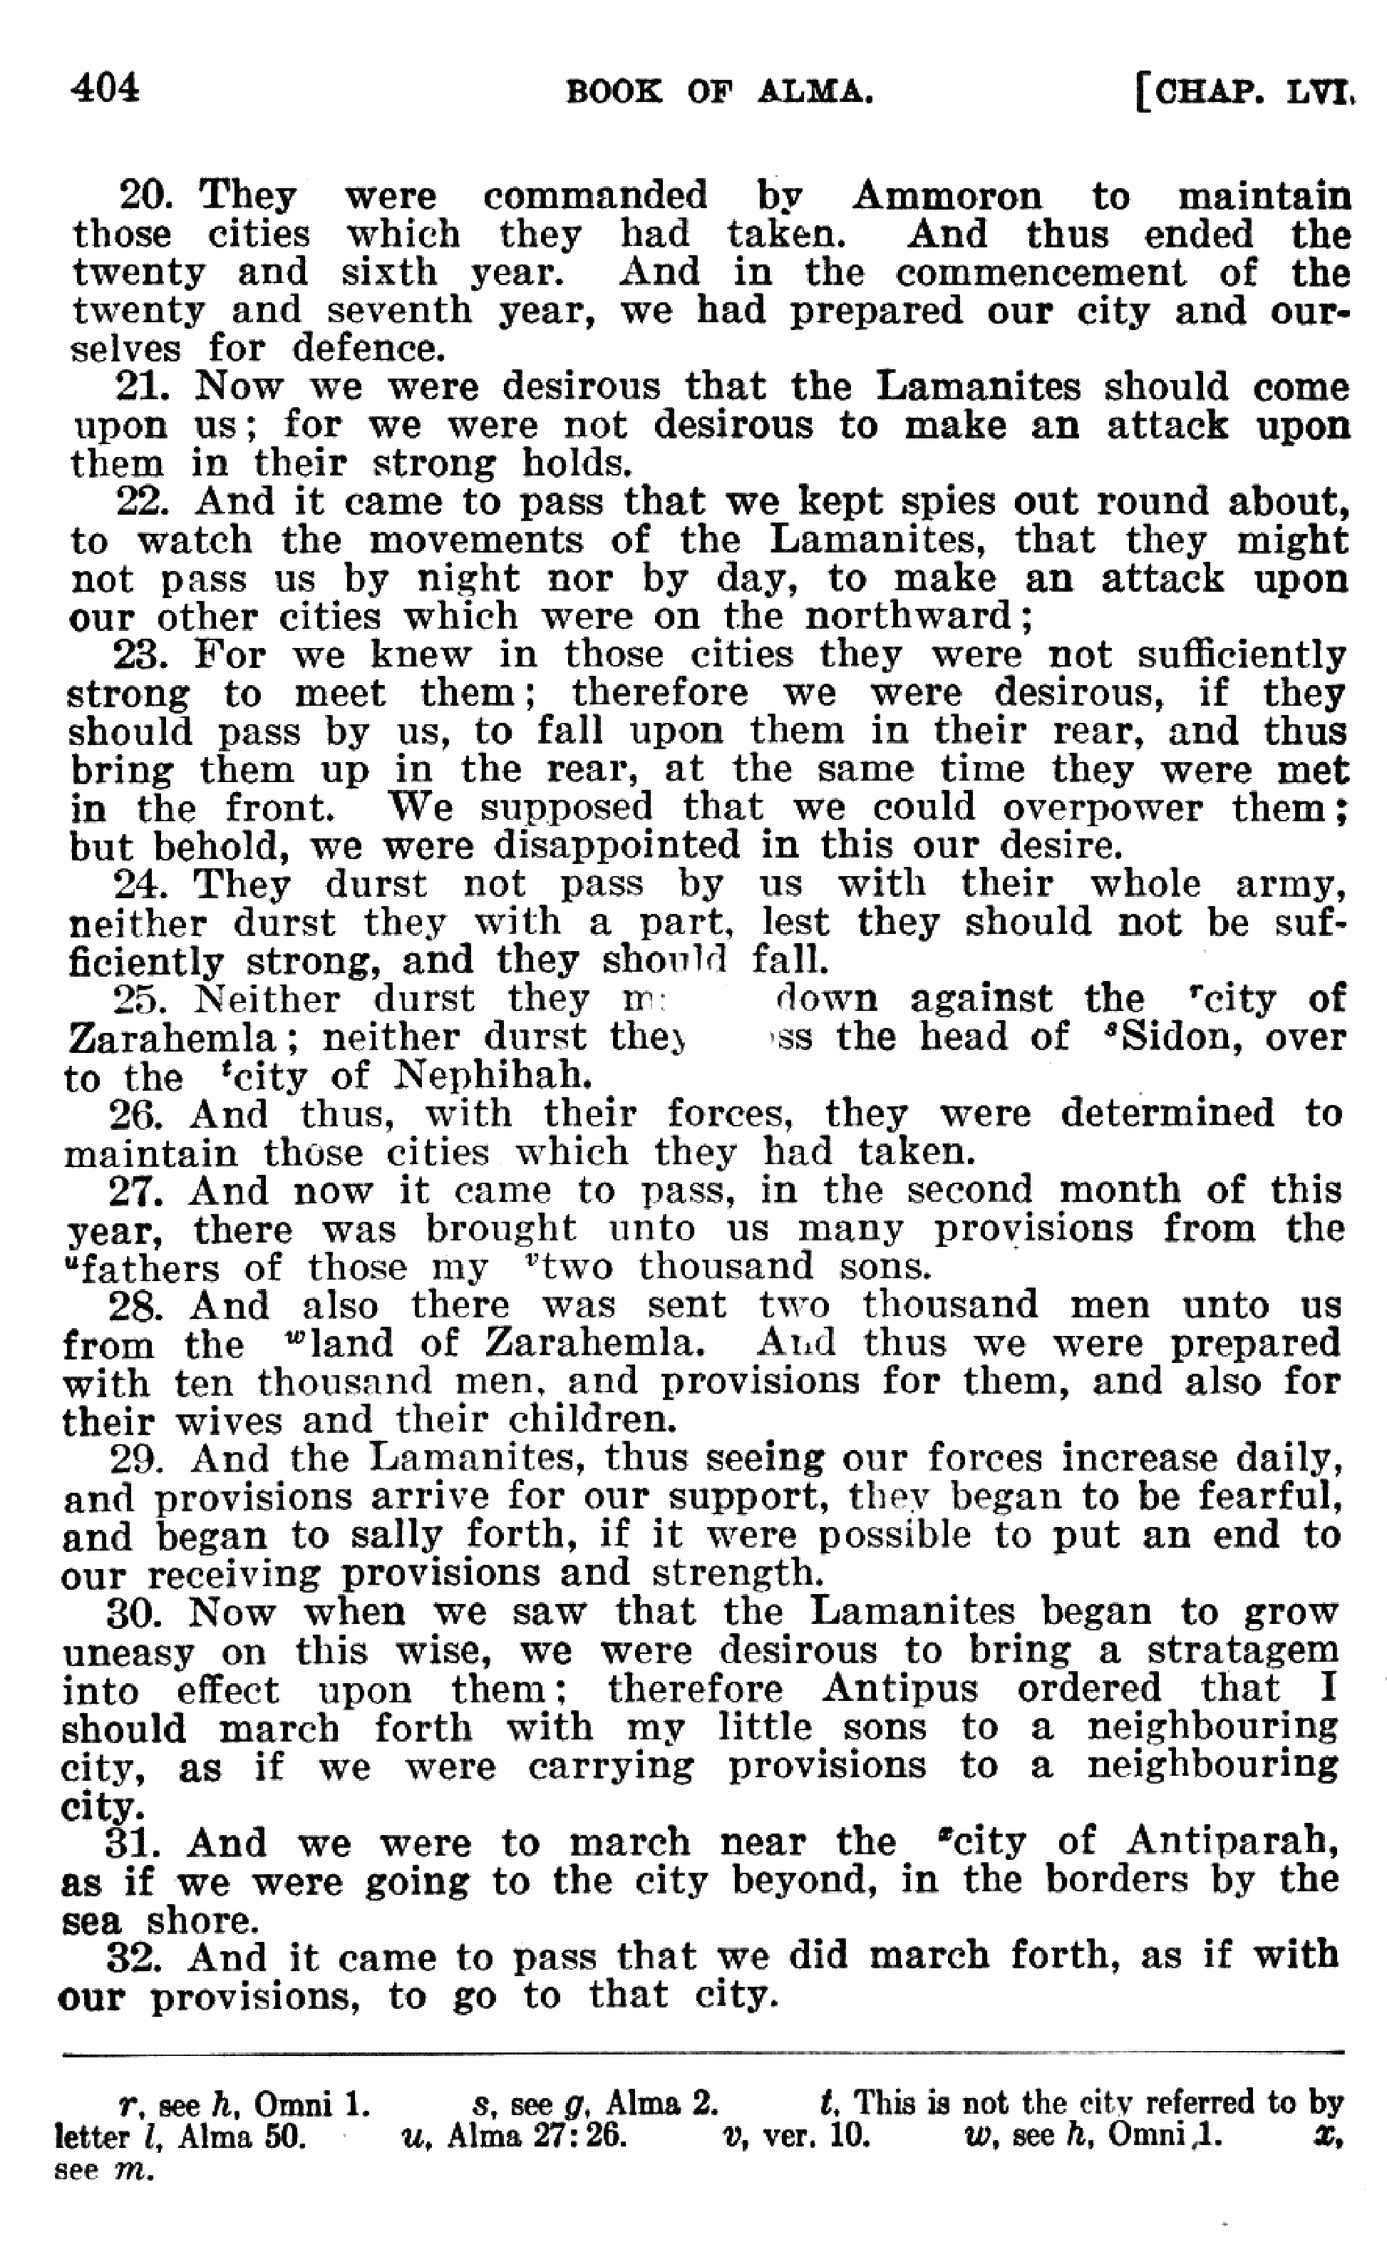 404 BOOK OF ALMA. [CHAP. LVI.
20. They were commanded by Ammoron to maintain
those cities which they had taken. And thus ended the
twenty and sixth year. And in the commencement of the
twenty and seventh year, we had prepared our city and our-
selves for defence.
21. Now we were desirous that the Lamanites should come
upon us; for we were not desirous to make an attack upon
them in their strong holds.
22. And it came to pass that we kept spies out round about,
to watch the movements of the Lamanites, that they might
not pass us by night nor by day, to make an attack upon
our other cities which were on the northward;
23. For we knew in those cities they were not sufficiently
strong to meet them; therefore we were desirous, if they
should pass by us, to fall upon them in their rear, and thus
bring them up in the rear, at the same time they were met
in the front. We supposed that we could overpower them;
but behold, we were disappointed in this our desire.
24. They durst not pass by us with their whole army,
neither durst they with a part, lest they should not be suf-
ficiently strong, and they should fall.
25. Neither durst they down against the rcity of
Zarahemla; neither durst they the head of sSidon, over
to the tcity of Nephihah.
26. And thus, with their forces, they were determined to
maintain those cities which they had taken.
27. And now it came to pass, in the second month of this
year, there was brought unto us many provisions from the
ufathers of those my vtwo thousand sons.
28. And also there was sent two thousand men unto us
from the wland of Zarahemla. And thus we were prepared
with ten thousand men, and provisions for them, and also for
their wives and their children.
29. And the Lamanites, thus seeing our forces increase daily,
and provisions arrive for our support, they began to be fearful,
and began to sally forth, if it were possible to put an end to
our receiving provisions and strength.
30. Now when we saw that the Lamanites began to grow
uneasy on this wise, we were desirous to bring a stratagem
into effect upon them; therefore Antipus ordered that I
should march forth with my little sons to a neighbouring
city, as if we were carrying provisions to a neighbouring
city.
31. And we were to march near the xcity of Antiparah,
as if we were going to the city beyond, in the borders by the
sea shore.
32. And it came to pass that we did march forth, as if with
our provisions, to go to that city.
r, see h, Omni 1. s, see g, Alma 2. t, This is not the city referred to by
letter l, Alma 50. u, Alma 27:26. v, ver. 10. w, see h, Omni 1. x,
see m.